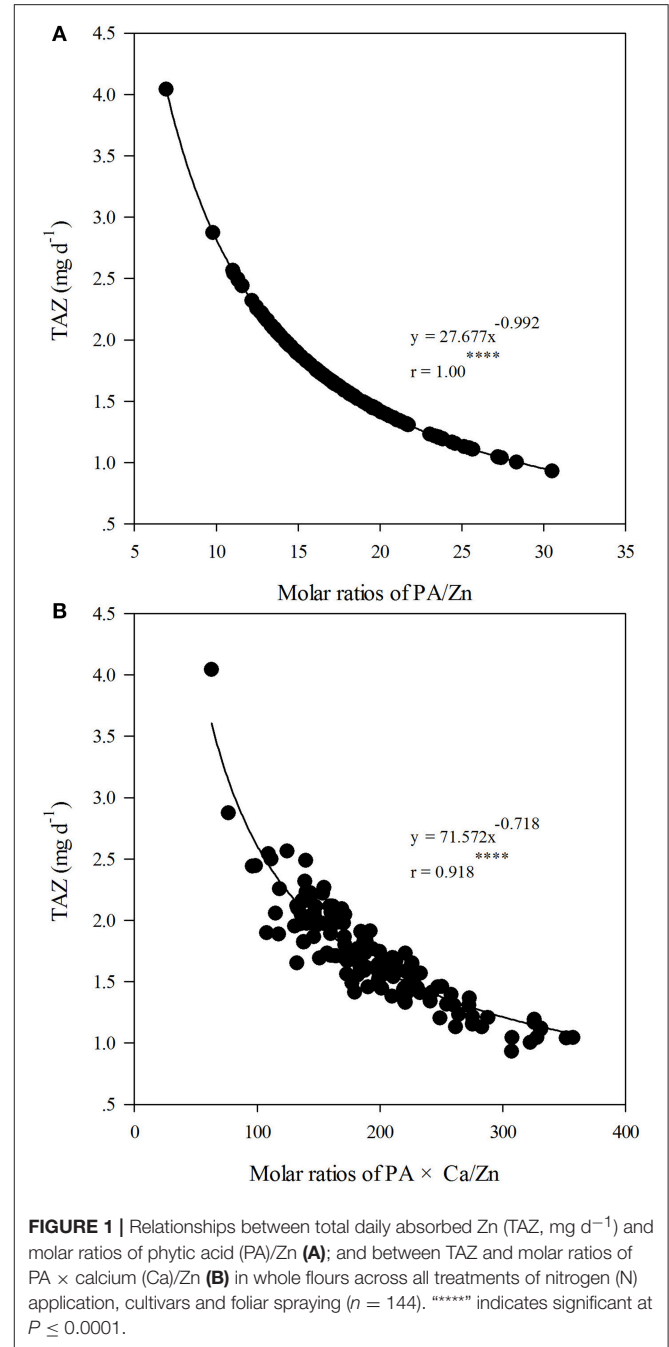 A
4.5
4.0
3.5
3.0
2.5
2.0
1.5
1.0
.5
TAZ (mg d⁻¹)
y = 27.677x^-0.992
r = 1.00****
5 10 15 20 25 30 35
Molar ratios of PA/Zn
B
4.5
4.0
3.5
3.0
2.5
2.0
1.5
1.0
.5
TAZ (mg d⁻¹)
y = 71.572x^-0.718
r = 0.918****
0 100 200 300 400
Molar ratios of PA × Ca/Zn
FIGURE 1 | Relationships between total daily absorbed Zn (TAZ, mg d−1) and
molar ratios of phytic acid (PA)/Zn (A); and between TAZ and molar ratios of
PA × calcium (Ca)/Zn (B) in whole flours across all treatments of nitrogen (N)
application, cultivars and foliar spraying (n = 144). “****” indicates significant at
P ≤ 0.0001.